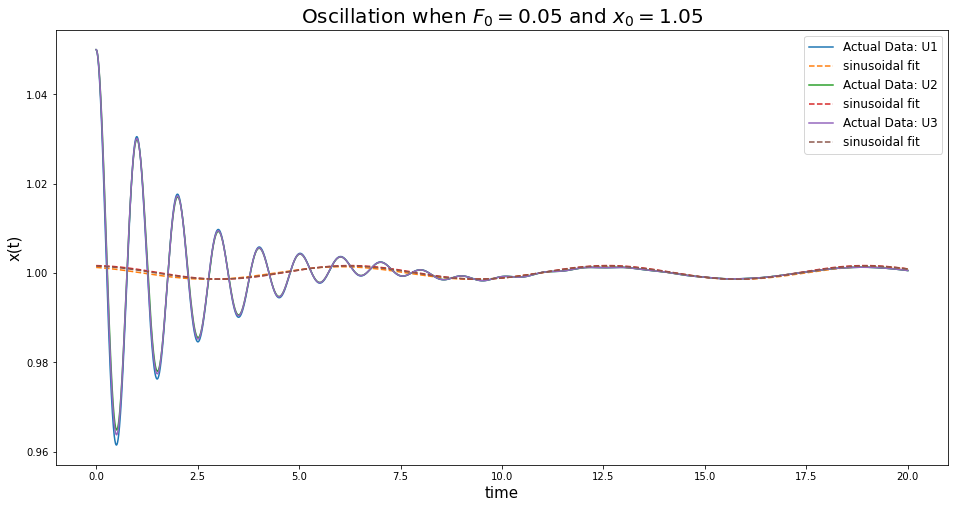 Oscillation when $F_0 = 0.05$ and $x_0 = 1.05$
Actual Data: U1
sinusoidal fit
Actual Data: U2
sinusoidal fit
Actual Data: U3
sinusoidal fit
x(t)
1.04
1.02
1.00
0.98
0.96
0.0 2.5 5.0 7.5 10.0 12.5 15.0 17.5 20.0
time